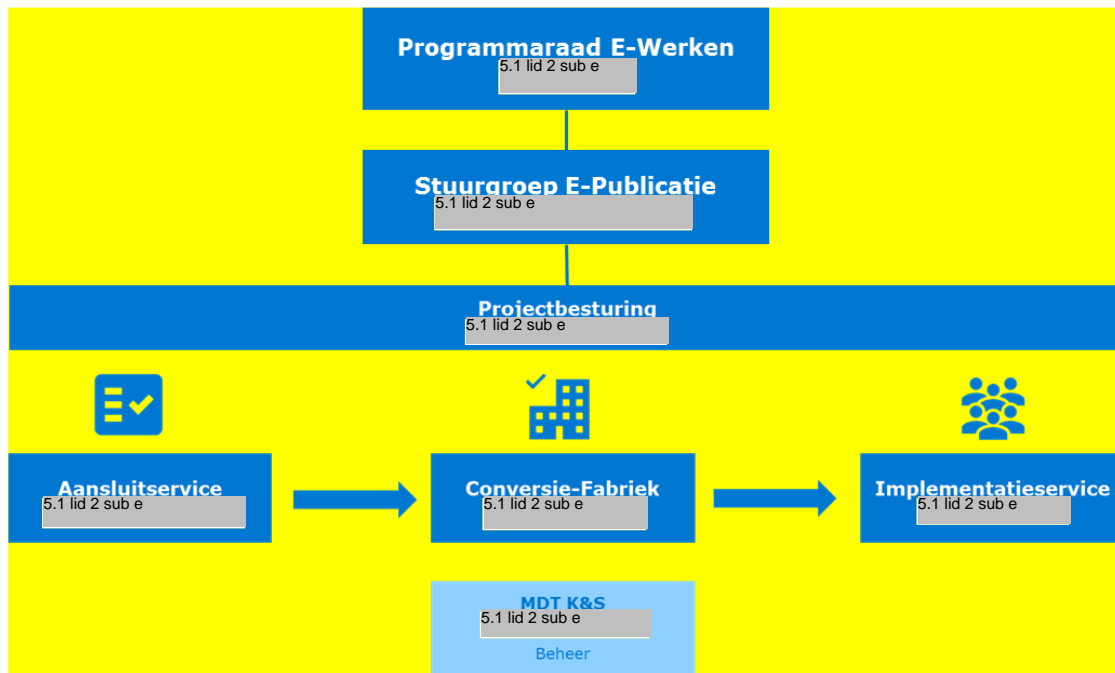 Programmaraad E-Werken
5.1 lid 2 sub e
Stuurgroep E-Publicatie
5.1 lid 2 sub e
Projectbesturing
5.1 lid 2 sub e
Aansluitservice
5.1 lid 2 sub e
Conversie-Fabriek
5.1 lid 2 sub e
Implementatieservice
5.1 lid 2 sub e
MDT K&S
5.1 lid 2 sub e
Beheer